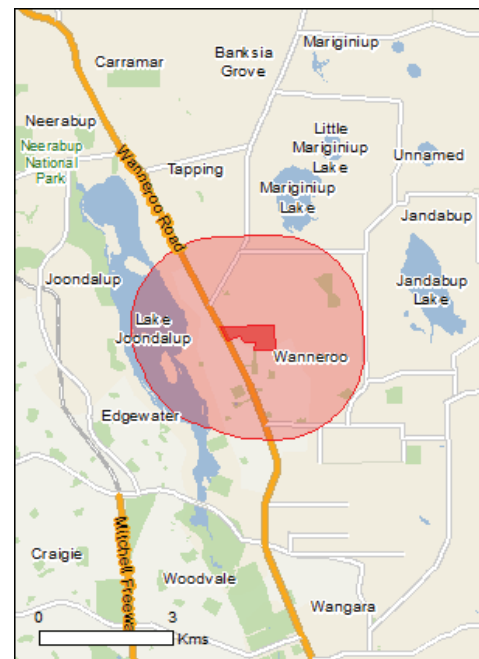 Mariginiup
Banksia
Grove
Carramar
Neerabup
Neerabup
National
Park
Wanneroo Road
Tapping
Little
Mariginiup
Lake
Unnamed
Mariginiup
Lake
Jandabup
Joondalup
Jandabup
Lake
Lake
Joondalup
Wanneroo
Edgewater
Mitchell Freewa
Craigie
Woodvale
Wangara
0 3
Kms